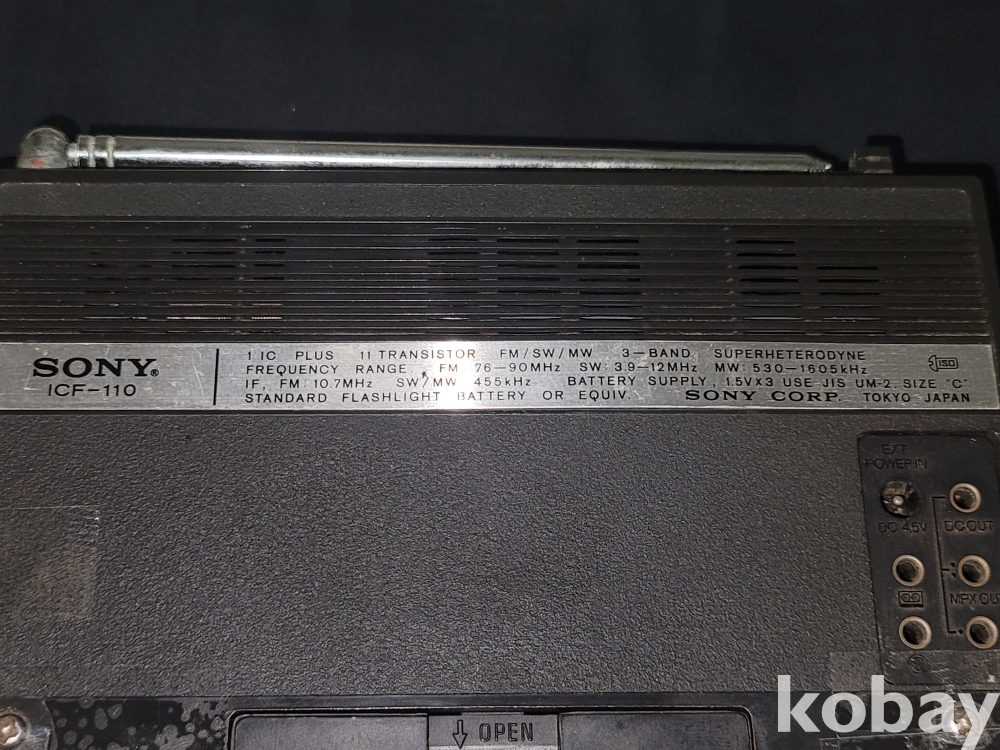 SONY®
ICF-110
1 IC PLUS 11 TRANSISTOR FM/SW/MW 3-BAND SUPERHETERODYNE
FREQUENCY RANGE, FM 76-90MHz SW: 3.9-12MHz MW: 530-1605kHz
IF, FM: 10.7MHz SW/MW 455kHz BATTERY SUPPLY, 1.5V×3 USE JIS UM-2, SIZE "C"
STANDARD FLASHLIGHT BATTERY OR EQUIV. SONY CORP. TOKYO JAPAN
EXT
POWER IN
DC 4.5V
DC OUT
MPX OU
OPEN
kobay